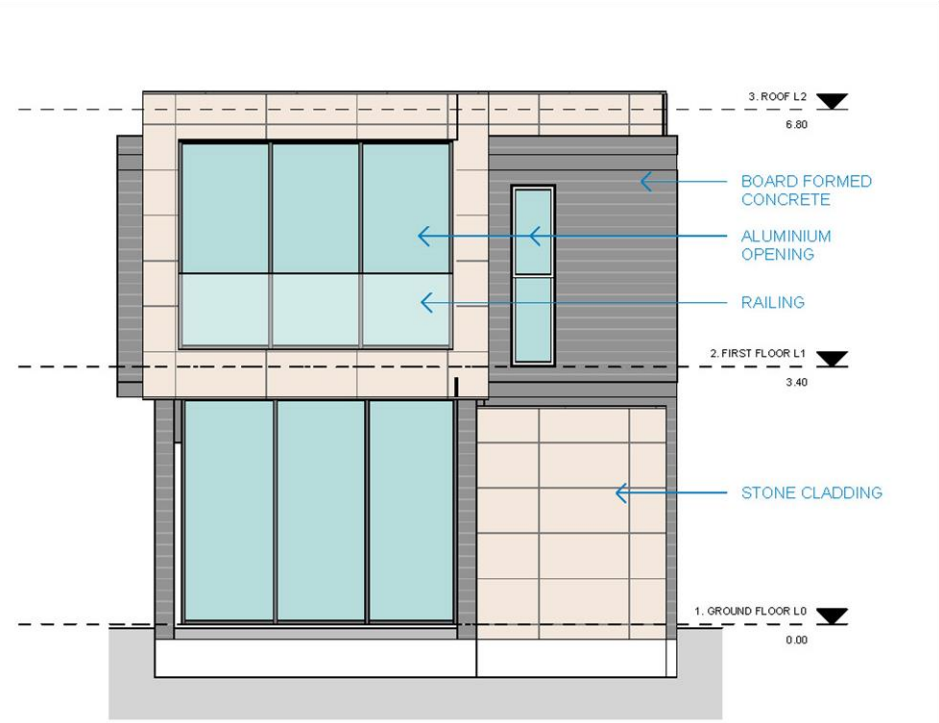 3. ROOF L2
6.80
BOARD FORMED
CONCRETE
ALUMINIUM
OPENING
RAILING
2. FIRST FLOOR L1
3.40
STONE CLADDING
1. GROUND FLOOR L0
0.00